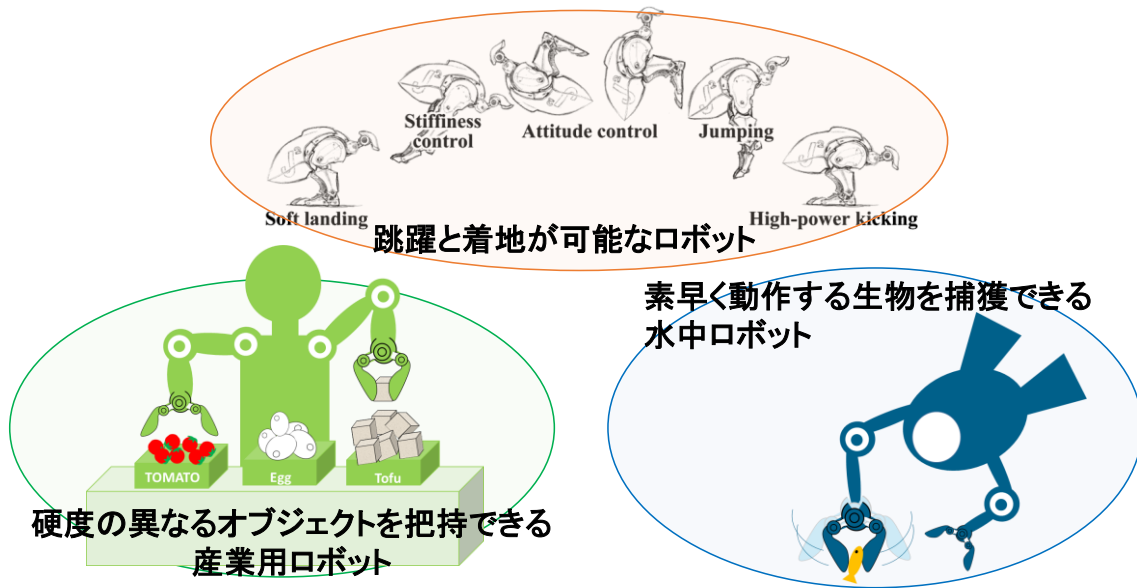 Stiffness
control
Attitude control
Jumping
Soft landing
High-power kicking
跳躍と着地が可能なロボット
素早く動作する生物を捕獲できる
水中ロボット
TOMATO
Egg
Tofu
硬度の異なるオブジェクトを把持できる
産業用ロボット